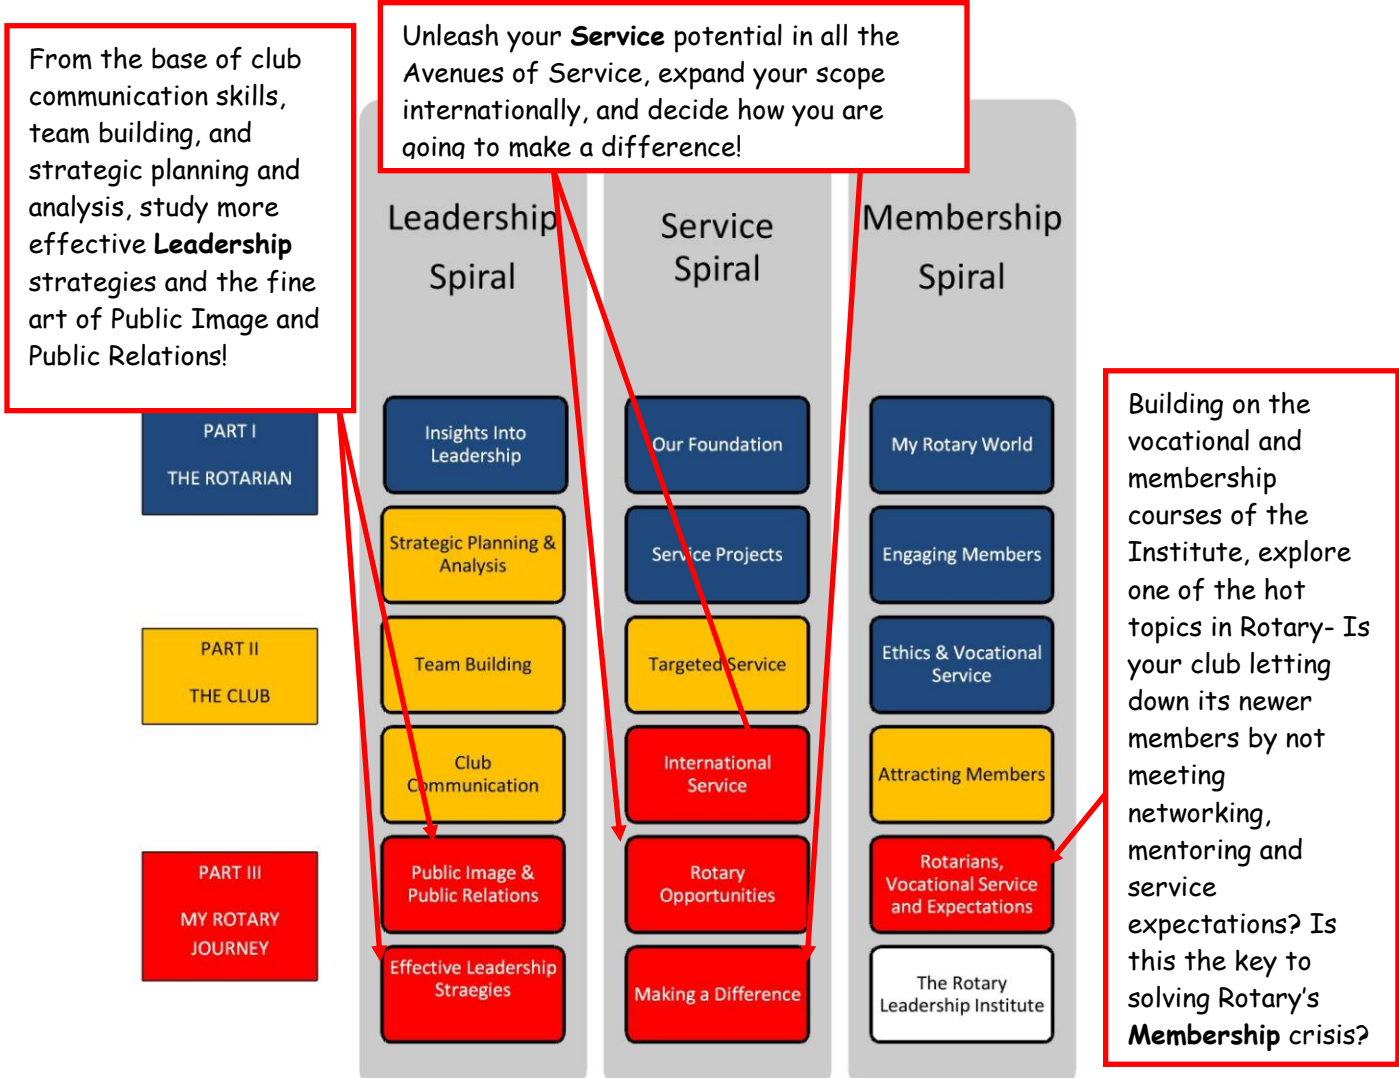 From the base of club
communication skills,
team building, and
strategic planning and
analysis, study more
effective Leadership
strategies and the fine
art of Public Image and
Public Relations!
Unleash your Service potential in all the
Avenues of Service, expand your scope
internationally, and decide how you are
going to make a difference!
Leadership
Spiral
Service
Spiral
Membership
Spiral
PART I
THE ROTARIAN
PART II
THE CLUB
PART III
MY ROTARY
JOURNEY
Insights Into
Leadership
Strategic Planning &
Analysis
Team Building
Club
Communication
Public Image &
Public Relations
Effective Leadership
Straegies
Our Foundation
Service Projects
Targeted Service
International
Service
Rotary
Opportunities
Making a Difference
My Rotary World
Engaging Members
Ethics & Vocational
Service
Attracting Members
Rotarians,
Vocational Service
and Expectations
The Rotary
Leadership Institute
Building on the
vocational and
membership
courses of the
Institute, explore
one of the hot
topics in Rotary- Is
your club letting
down its newer
members by not
meeting
networking,
mentoring and
service
expectations? Is
this the key to
solving Rotary's
Membership crisis?